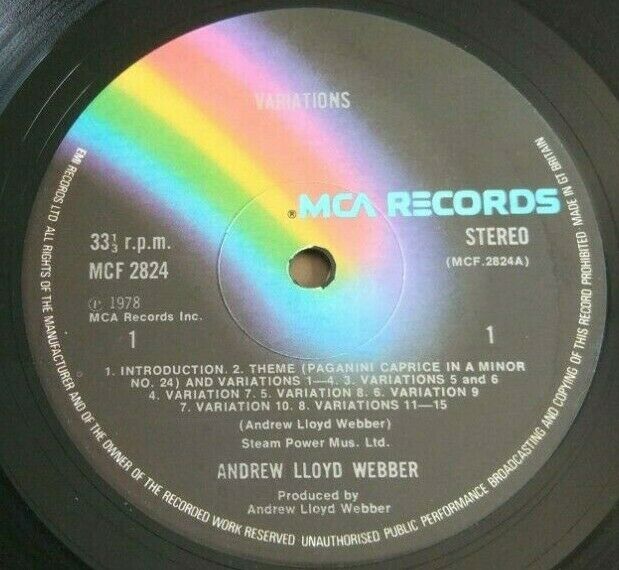 VARIATIONS
® MCA RECORDS
33⅓ r.p.m.
STEREO
MCF 2824
(MCF.2824A)
℗ 1978
MCA Records Inc.
1
1
1. INTRODUCTION. 2. THEME (PAGANINI CAPRICE IN A MINOR
NO. 24) AND VARIATIONS 1—4. 3. VARIATIONS 5 and 6
4. VARIATION 7. 5. VARIATION 8. 6. VARIATION 9
7. VARIATION 10. 8. VARIATIONS 11—15
(Andrew Lloyd Webber)
Steam Power Mus. Ltd.
ANDREW LLOYD WEBBER
Produced by
Andrew Lloyd Webber
EMI RECORDS LTD ALL RIGHTS OF THE MANUFACTURER AND OF THE OWNER OF THE RECORDED WORK RESERVED UNAUTHORISED PUBLIC PERFORMANCE BROADCASTING AND COPYING OF THIS RECORD PROHIBITED MADE IN GT BRITAIN